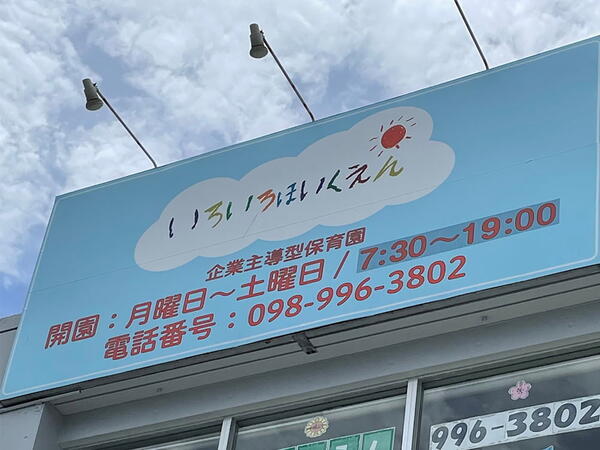 いろいろほいくえん
企業主導型保育園
開園：月曜日～土曜日 / 7:30～19:00
電話番号：098-996-3802
996-3802